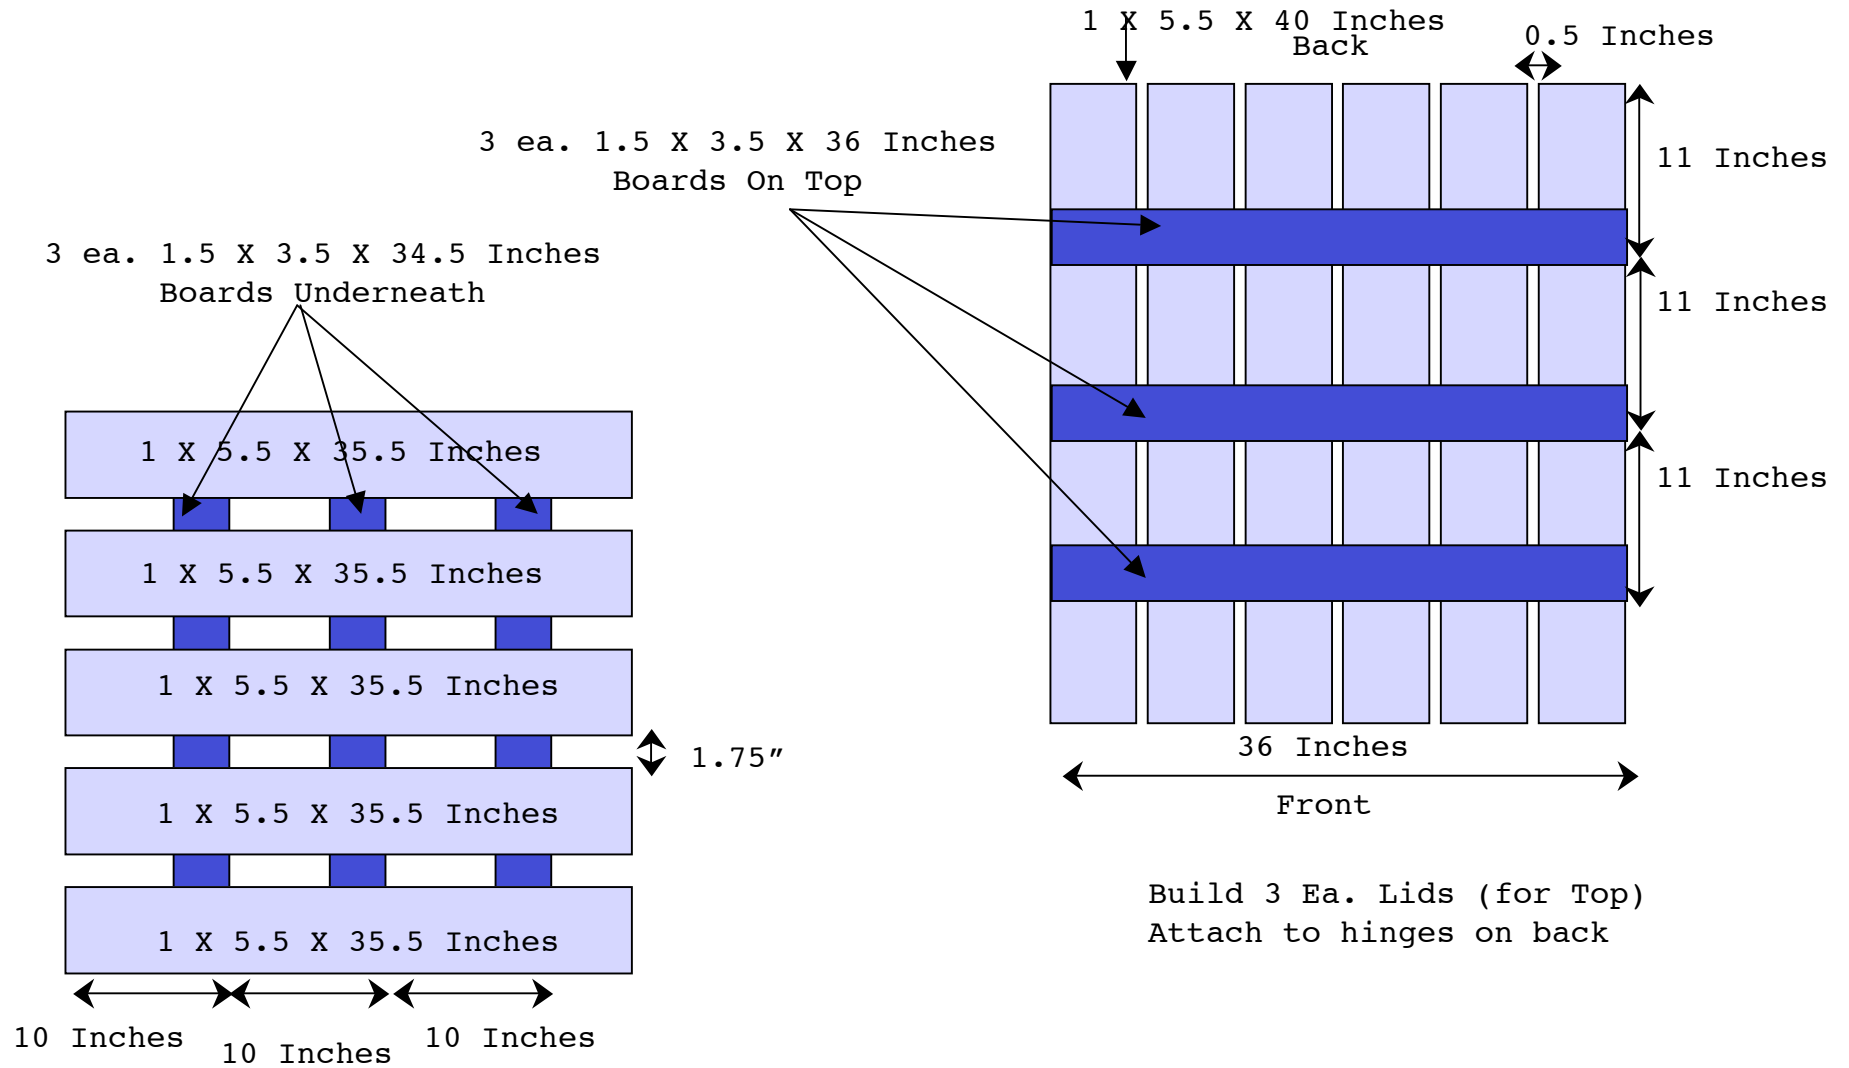 1 X 5.5 X 40 Inches
Back
0.5 Inches
3 ea. 1.5 X 3.5 X 36 Inches
Boards On Top
11 Inches
3 ea. 1.5 X 3.5 X 34.5 Inches
Boards Underneath
11 Inches
1 X 5.5 X 35.5 Inches
11 Inches
1 X 5.5 X 35.5 Inches
1 X 5.5 X 35.5 Inches
1.75″
36 Inches
Front
1 X 5.5 X 35.5 Inches
Build 3 Ea. Lids (for Top)
Attach to hinges on back
1 X 5.5 X 35.5 Inches
10 Inches
10 Inches
10 Inches